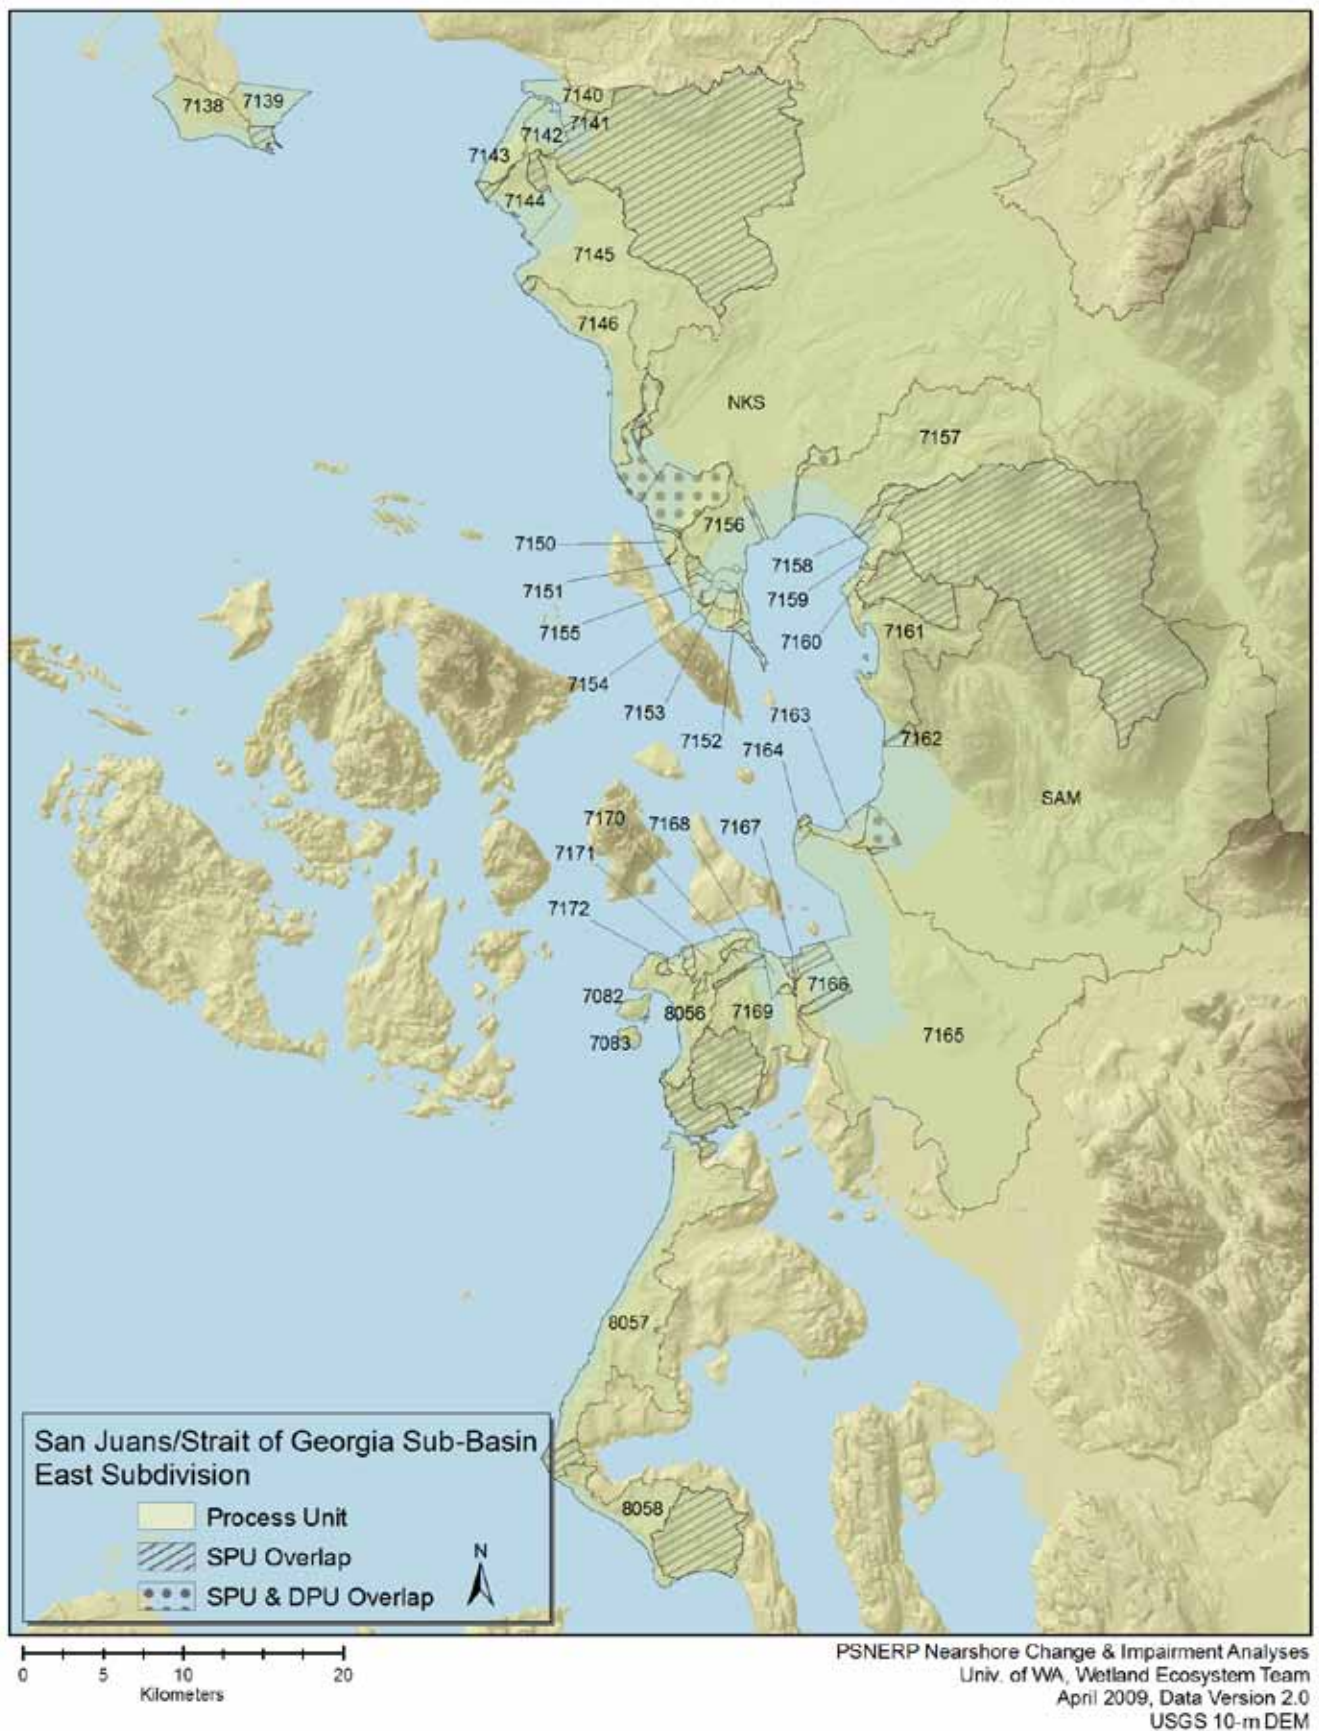 7138
7139
7140
7141
7142
7143
7144
7145
7146
NKS
7157
7156
7150
7158
7151
7159
7155
7160
7161
7154
7153
7163
7152
7164
7162
SAM
7170
7168
7167
7171
7172
7166
7082
8056
7169
7083
7165
8057
San Juans/Strait of Georgia Sub-Basin
East Subdivision
Process Unit
SPU Overlap
SPU & DPU Overlap
N
8058
0 5 10 20
Kilometers
PSNERP Nearshore Change & Impairment Analyses
Univ. of WA, Wetland Ecosystem Team
April 2009, Data Version 2.0
USGS 10-m DEM